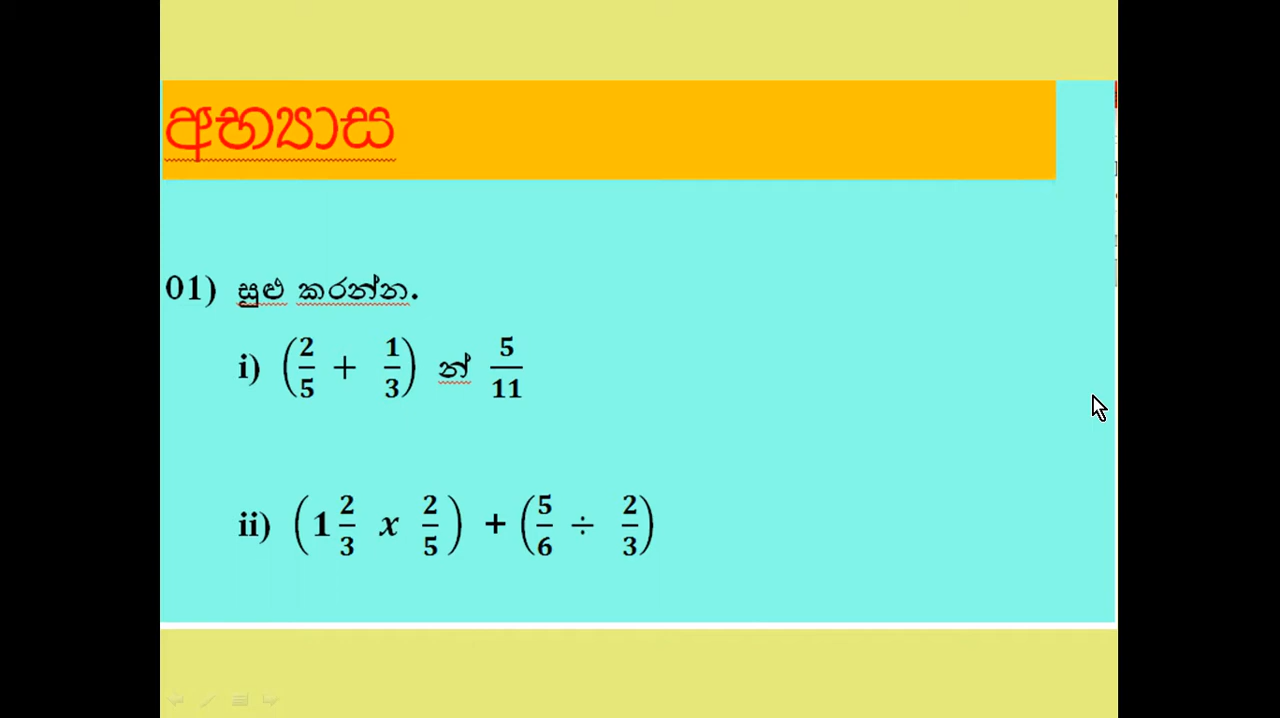 අභ්‍යාස
01) සුළු කරන්න.
i) (2/5 + 1/3) න් 5/11
ii) (1 2/3 x 2/5) + (5/6 ÷ 2/3)